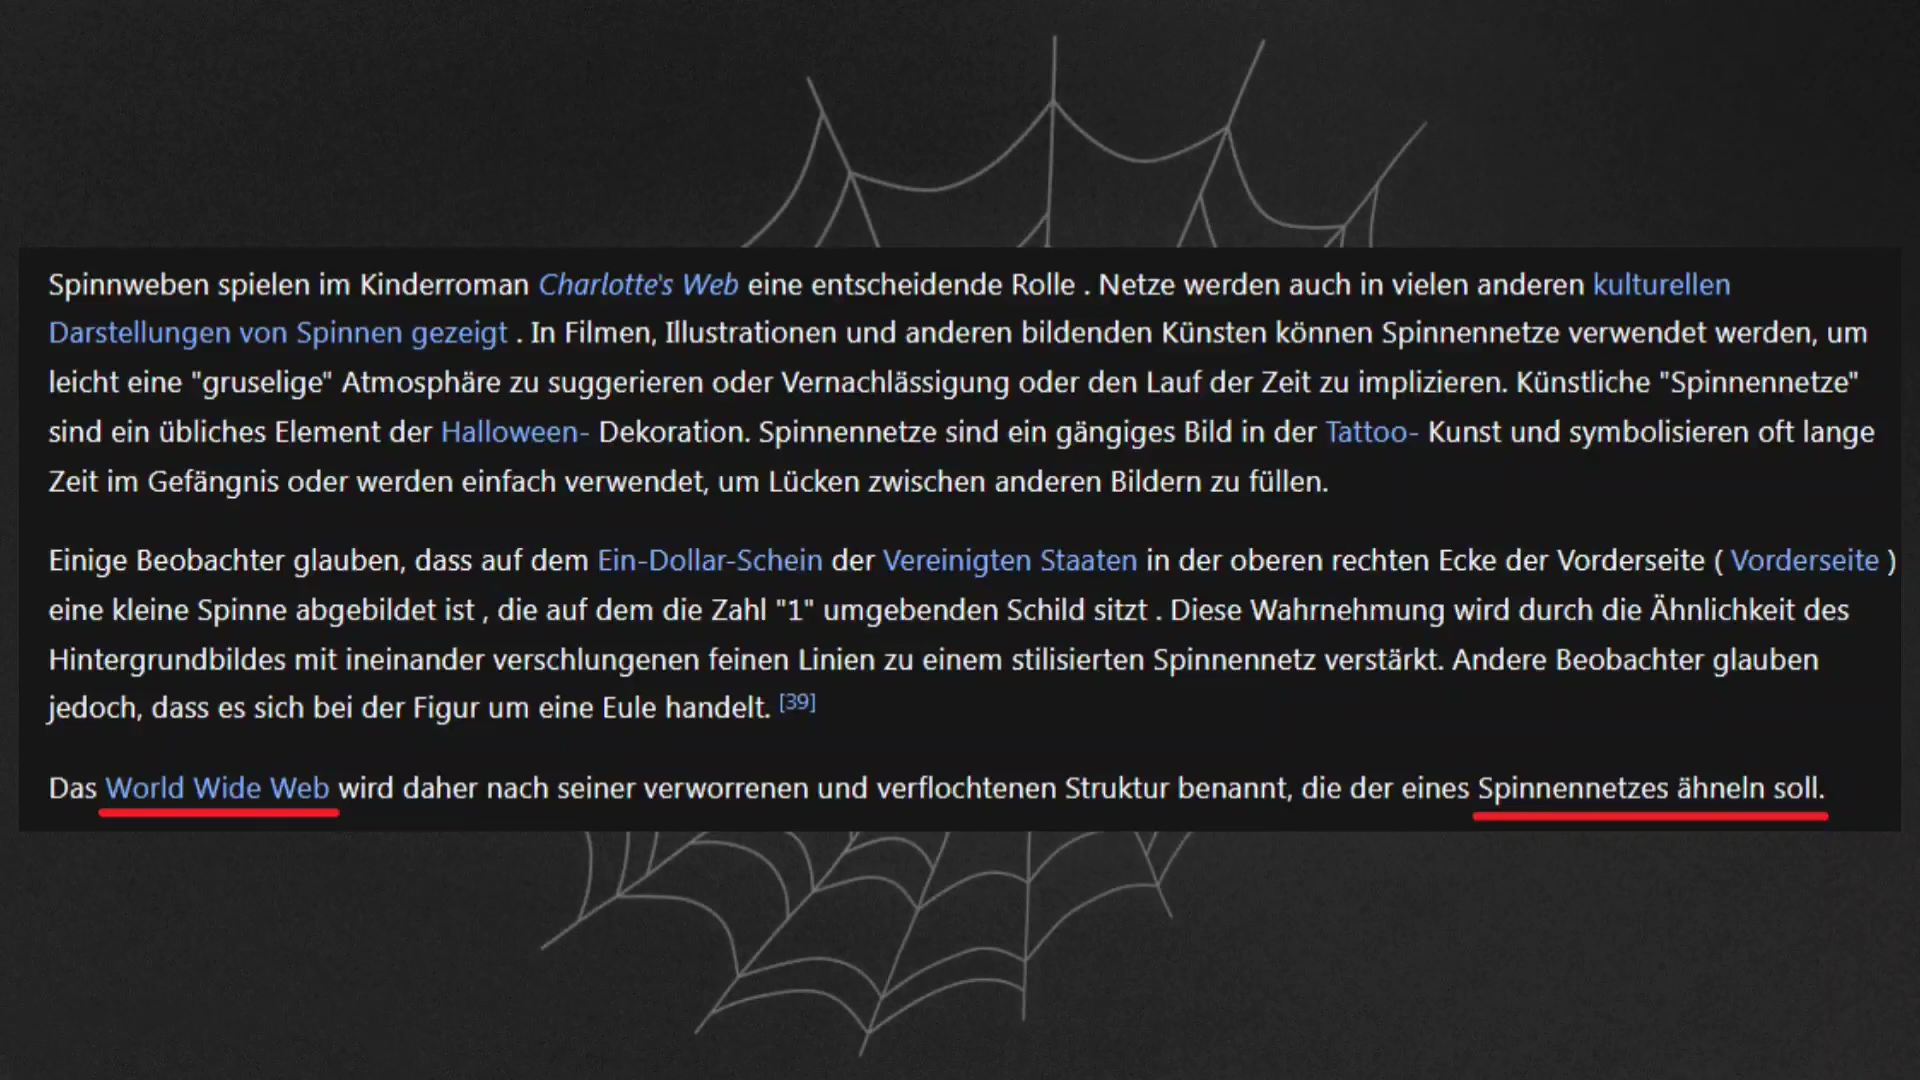 Spinnweben spielen im Kinderroman Charlotte's Web eine entscheidende Rolle . Netze werden auch in vielen anderen kulturellen
Darstellungen von Spinnen gezeigt . In Filmen, Illustrationen und anderen bildenden Künsten können Spinnennetze verwendet werden, um
leicht eine "gruselige" Atmosphäre zu suggerieren oder Vernachlässigung oder den Lauf der Zeit zu implizieren. Künstliche "Spinnennetze"
sind ein übliches Element der Halloween- Dekoration. Spinnennetze sind ein gängiges Bild in der Tattoo- Kunst und symbolisieren oft lange
Zeit im Gefängnis oder werden einfach verwendet, um Lücken zwischen anderen Bildern zu füllen.
Einige Beobachter glauben, dass auf dem Ein-Dollar-Schein der Vereinigten Staaten in der oberen rechten Ecke der Vorderseite ( Vorderseite )
eine kleine Spinne abgebildet ist , die auf dem die Zahl "1" umgebenden Schild sitzt . Diese Wahrnehmung wird durch die Ähnlichkeit des
Hintergrundbildes mit ineinander verschlungenen feinen Linien zu einem stilisierten Spinnennetz verstärkt. Andere Beobachter glauben
jedoch, dass es sich bei der Figur um eine Eule handelt. [39]
Das World Wide Web wird daher nach seiner verworrenen und verflochtenen Struktur benannt, die der eines Spinnennetzes ähneln soll.